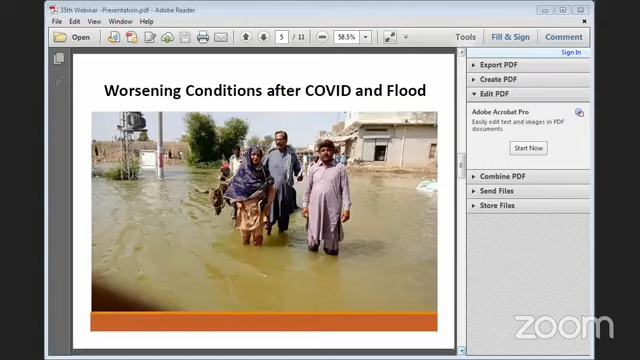 35th Webinar -Presentation.pdf - Adobe Reader
File Edit View Window Help
Open
5 / 11
58.5%
Tools
Fill & Sign
Comment
Sign In
Export PDF
Create PDF
Edit PDF
Adobe Acrobat Pro
Easily edit text and images in PDF
documents
Start Now
Combine PDF
Send Files
Store Files
Worsening Conditions after COVID and Flood
zoom